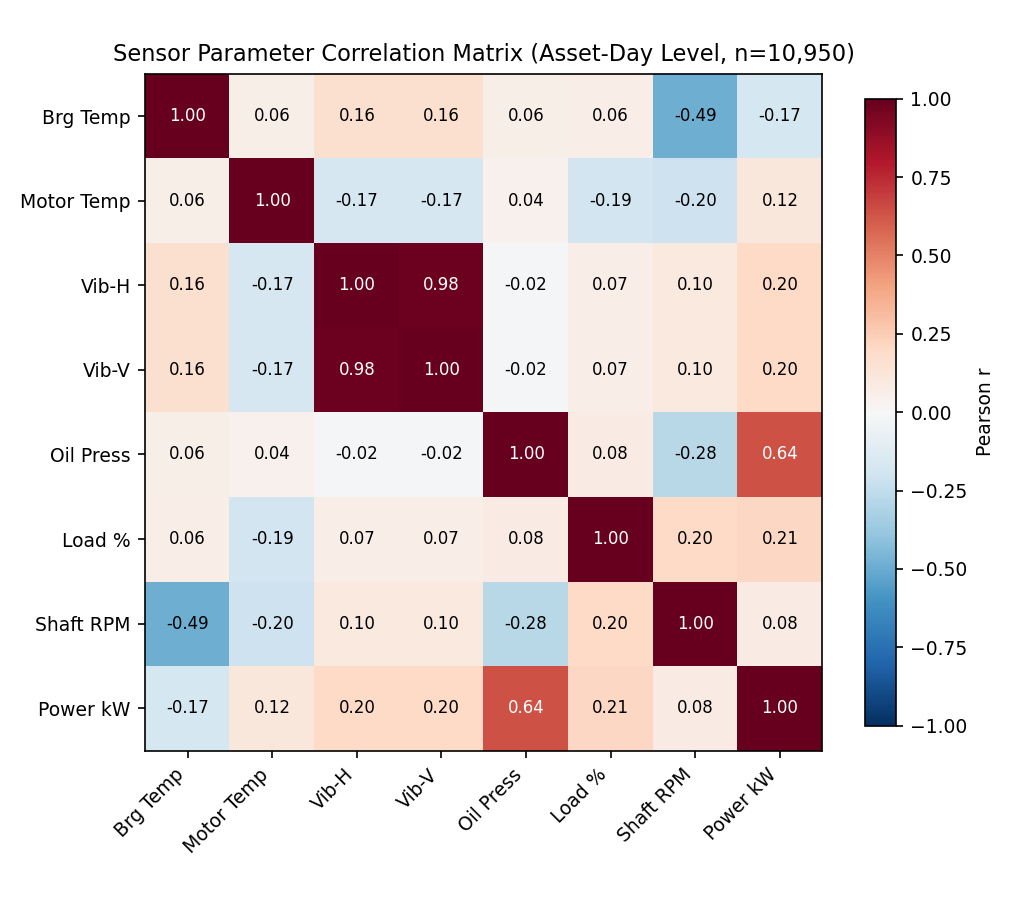 Sensor Parameter Correlation Matrix (Asset-Day Level, n=10,950)
Brg Temp 1.00 0.06 0.16 0.16 0.06 0.06 -0.49 -0.17
Motor Temp 0.06 1.00 -0.17 -0.17 0.04 -0.19 -0.20 0.12
Vib-H 0.16 -0.17 1.00 0.98 -0.02 0.07 0.10 0.20
Vib-V 0.16 -0.17 0.98 1.00 -0.02 0.07 0.10 0.20
Oil Press 0.06 0.04 -0.02 -0.02 1.00 0.08 -0.28 0.64
Load % 0.06 -0.19 0.07 0.07 0.08 1.00 0.20 0.21
Shaft RPM -0.49 -0.20 0.10 0.10 -0.28 0.20 1.00 0.08
Power kW -0.17 0.12 0.20 0.20 0.64 0.21 0.08 1.00
Brg Temp Motor Temp Vib-H Vib-V Oil Press Load % Shaft RPM Power kW
1.00
0.75
0.50
0.25
0.00
−0.25
−0.50
−0.75
−1.00
Pearson r